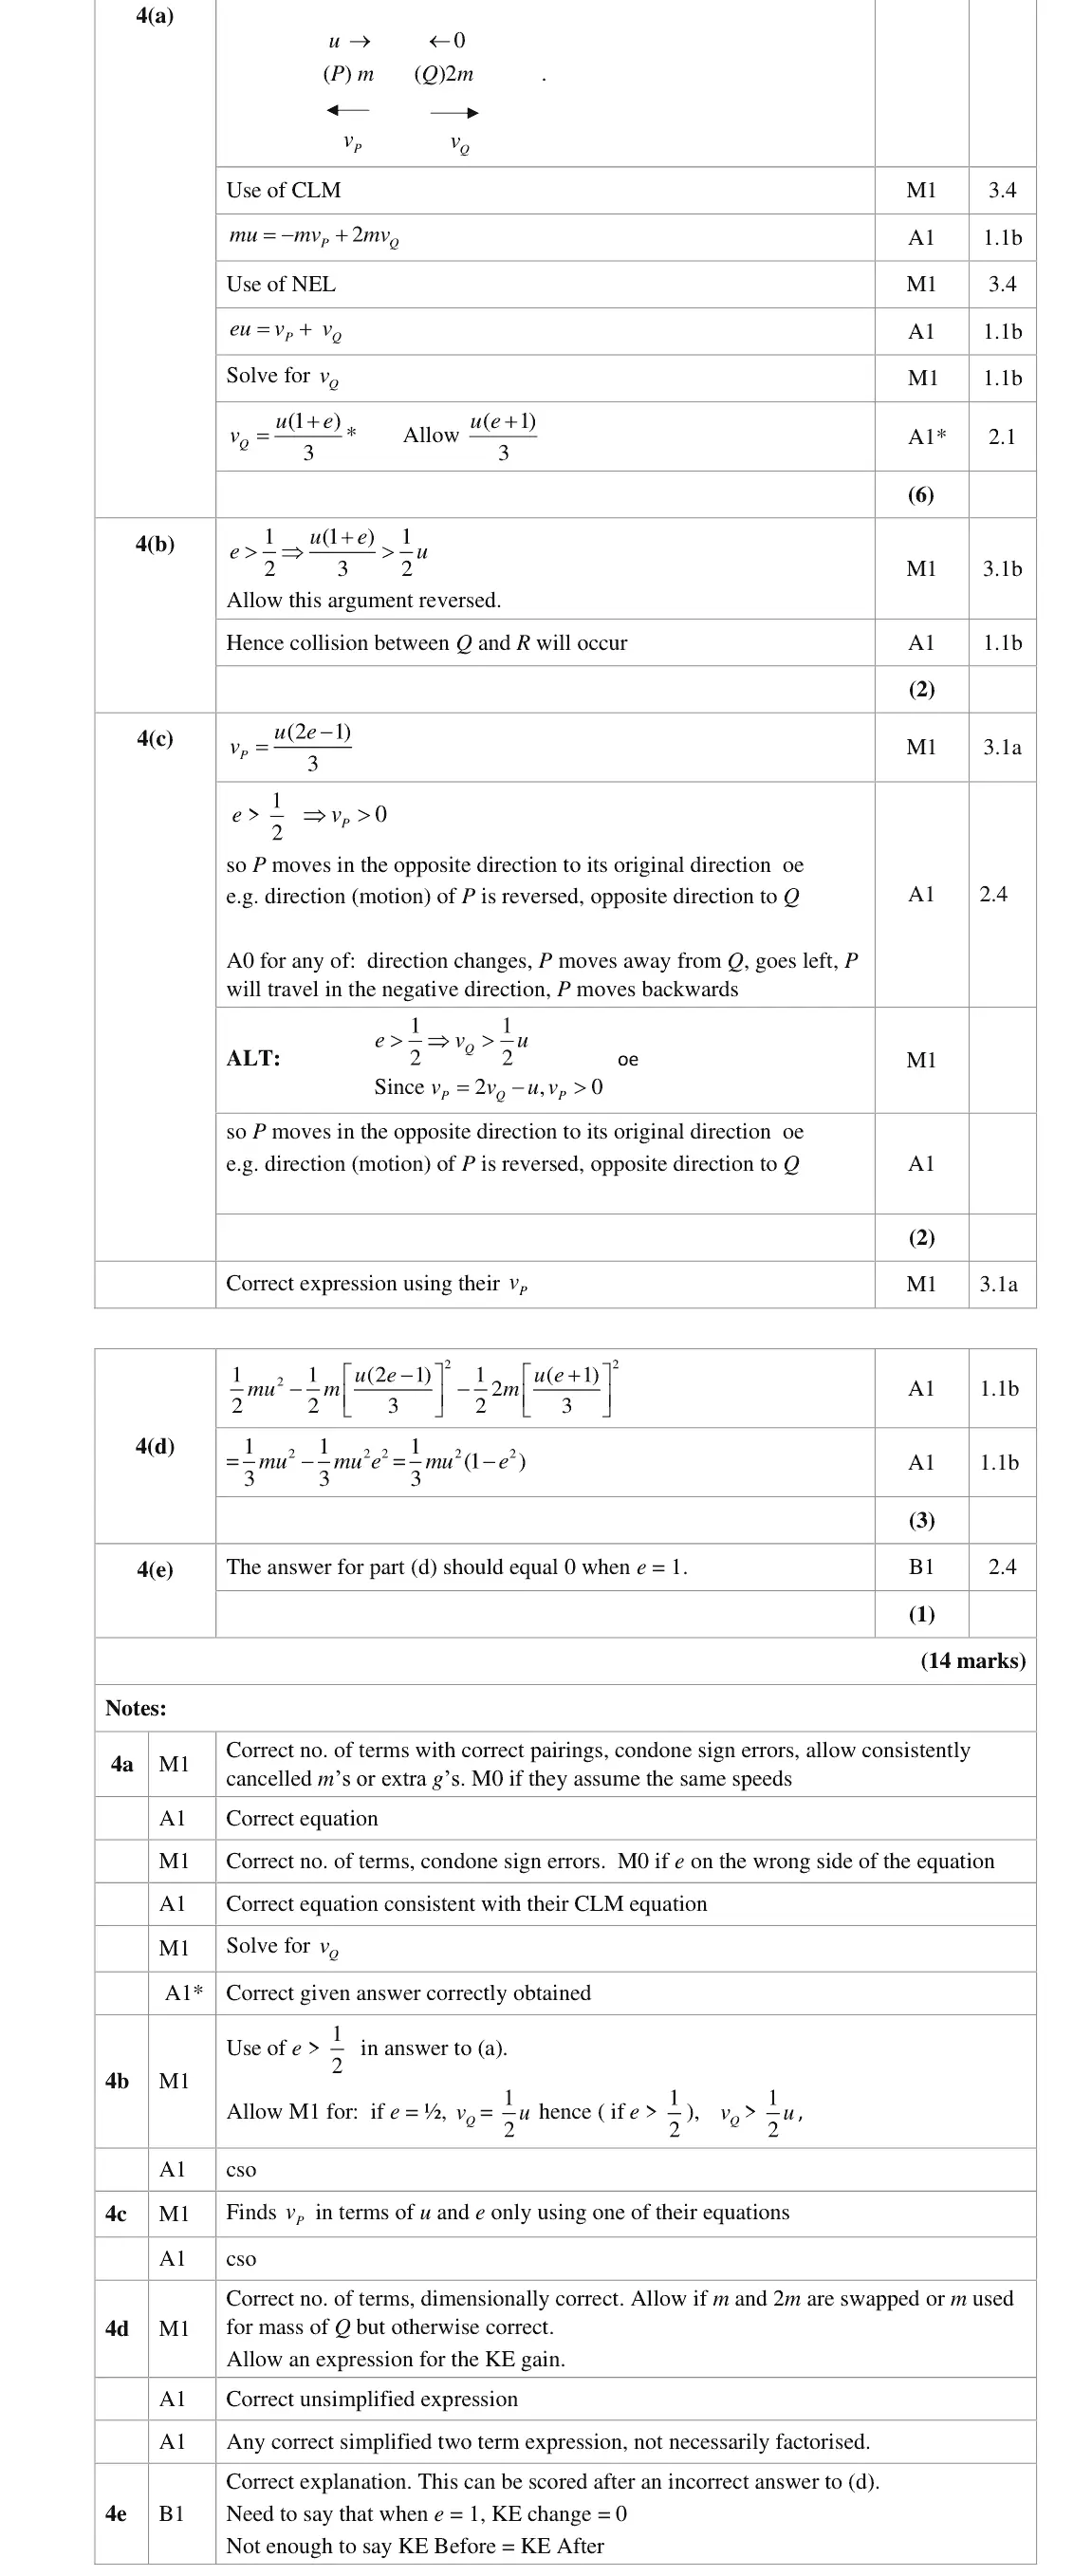 4(a)
u → ←0
(P) m (Q)2m .
v_P v_Q
Use of CLM M1 3.4
mu = −mv_P + 2mv_Q A1 1.1b
Use of NEL M1 3.4
eu = v_P + v_Q A1 1.1b
Solve for v_Q M1 1.1b
v_Q = u(1+e)/3 * Allow u(e+1)/3 A1* 2.1
(6)
4(b) e > 1/2 ⇒ u(1+e)/3 > 1/2 u M1 3.1b
Allow this argument reversed.
Hence collision between Q and R will occur A1 1.1b
(2)
4(c) v_P = u(2e−1)/3 M1 3.1a
e > 1/2 ⇒ v_P > 0
so P moves in the opposite direction to its original direction oe
e.g. direction (motion) of P is reversed, opposite direction to Q A1 2.4
A0 for any of: direction changes, P moves away from Q, goes left, P
will travel in the negative direction, P moves backwards
ALT: e > 1/2 ⇒ v_Q > 1/2 u oe M1
Since v_P = 2v_Q − u, v_P > 0
so P moves in the opposite direction to its original direction oe
e.g. direction (motion) of P is reversed, opposite direction to Q A1
(2)
Correct expression using their v_P M1 3.1a
4(d) 1/2 mu² − 1/2 m[u(2e−1)/3]² − 1/2 2m[u(e+1)/3]² A1 1.1b
= 1/3 mu² − 1/3 mu²e² = 1/3 mu²(1−e²) A1 1.1b
(3)
4(e) The answer for part (d) should equal 0 when e = 1. B1 2.4
(1)
(14 marks)
Notes:
4a M1 Correct no. of terms with correct pairings, condone sign errors, allow consistently
cancelled m’s or extra g’s. M0 if they assume the same speeds
A1 Correct equation
M1 Correct no. of terms, condone sign errors. M0 if e on the wrong side of the equation
A1 Correct equation consistent with their CLM equation
M1 Solve for v_Q
A1* Correct given answer correctly obtained
4b M1 Use of e > 1/2 in answer to (a).
Allow M1 for: if e = ½, v_Q = 1/2 u hence ( if e > 1/2 ), v_Q > 1/2 u ,
A1 cso
4c M1 Finds v_P in terms of u and e only using one of their equations
A1 cso
4d M1 Correct no. of terms, dimensionally correct. Allow if m and 2m are swapped or m used
for mass of Q but otherwise correct.
Allow an expression for the KE gain.
A1 Correct unsimplified expression
A1 Any correct simplified two term expression, not necessarily factorised.
4e B1 Correct explanation. This can be scored after an incorrect answer to (d).
Need to say that when e = 1, KE change = 0
Not enough to say KE Before = KE After